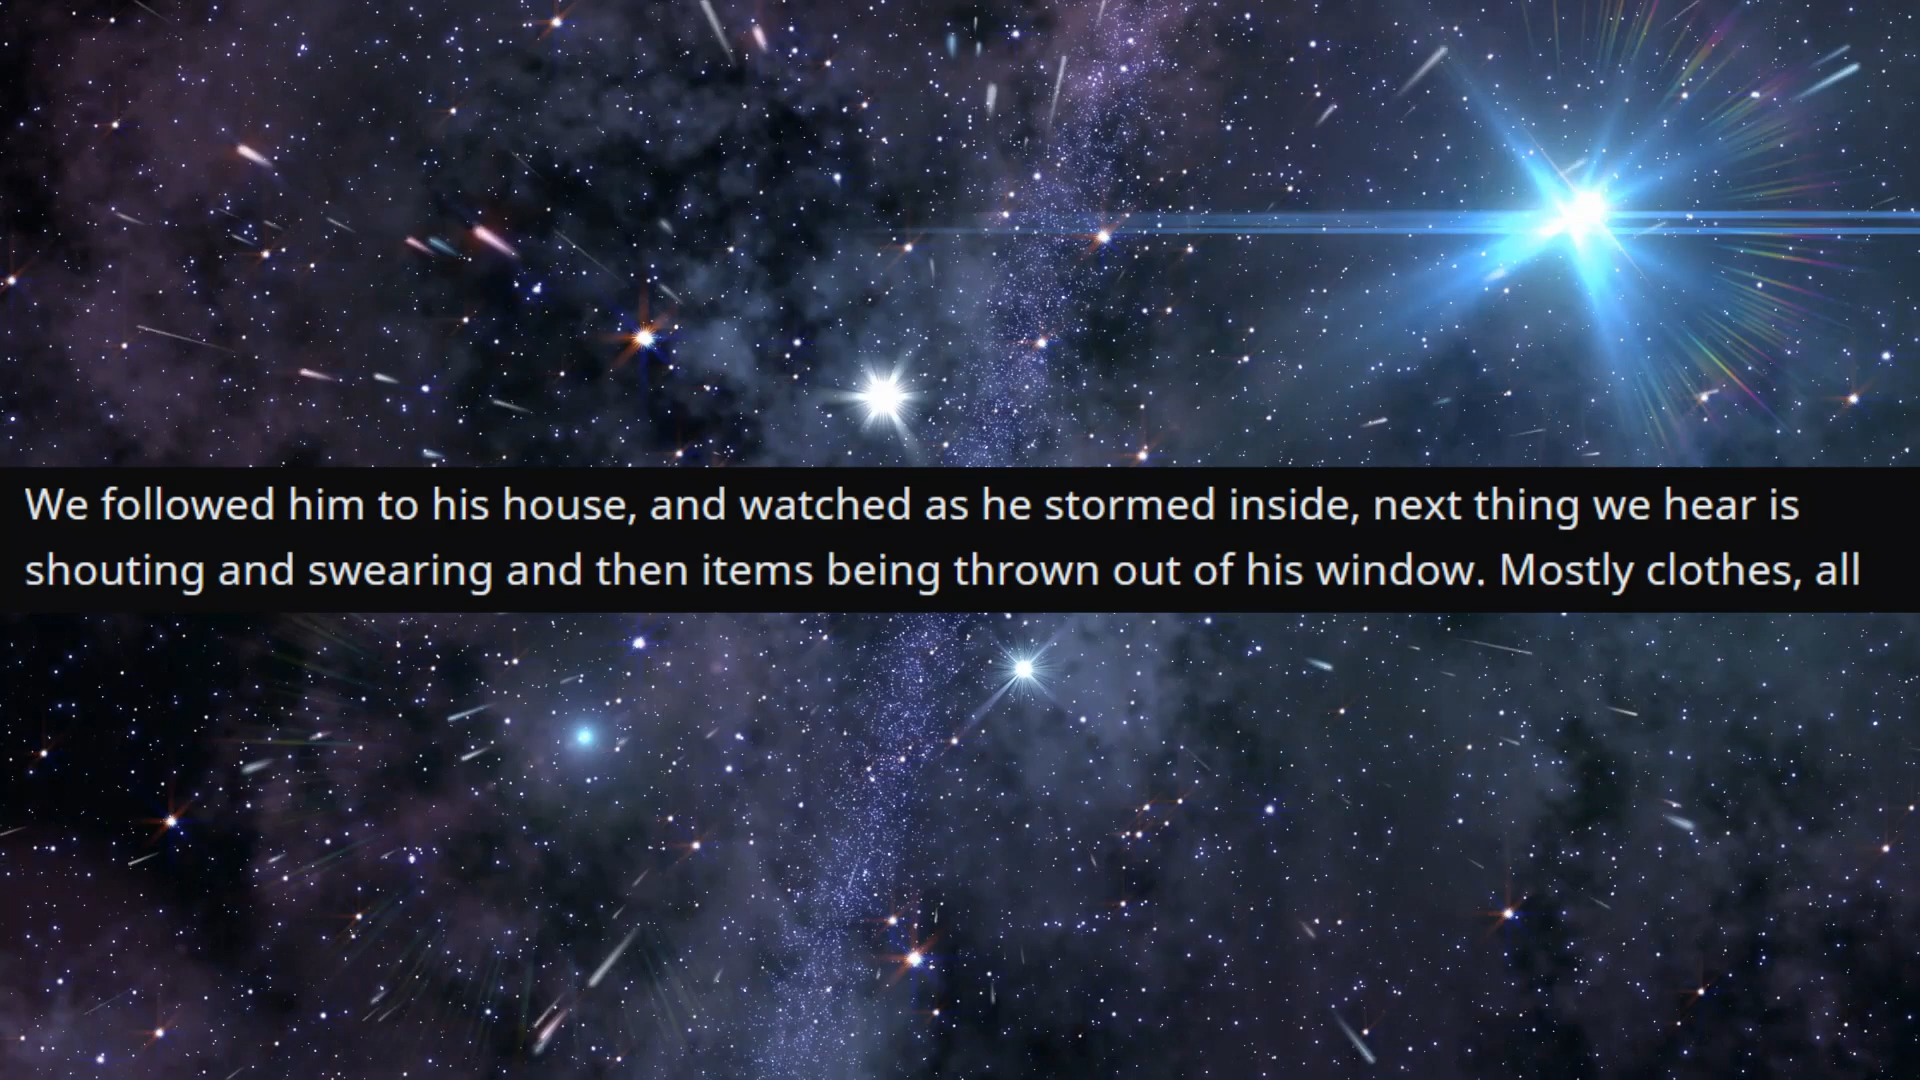 We followed him to his house, and watched as he stormed inside, next thing we hear is
shouting and swearing and then items being thrown out of his window. Mostly clothes, all